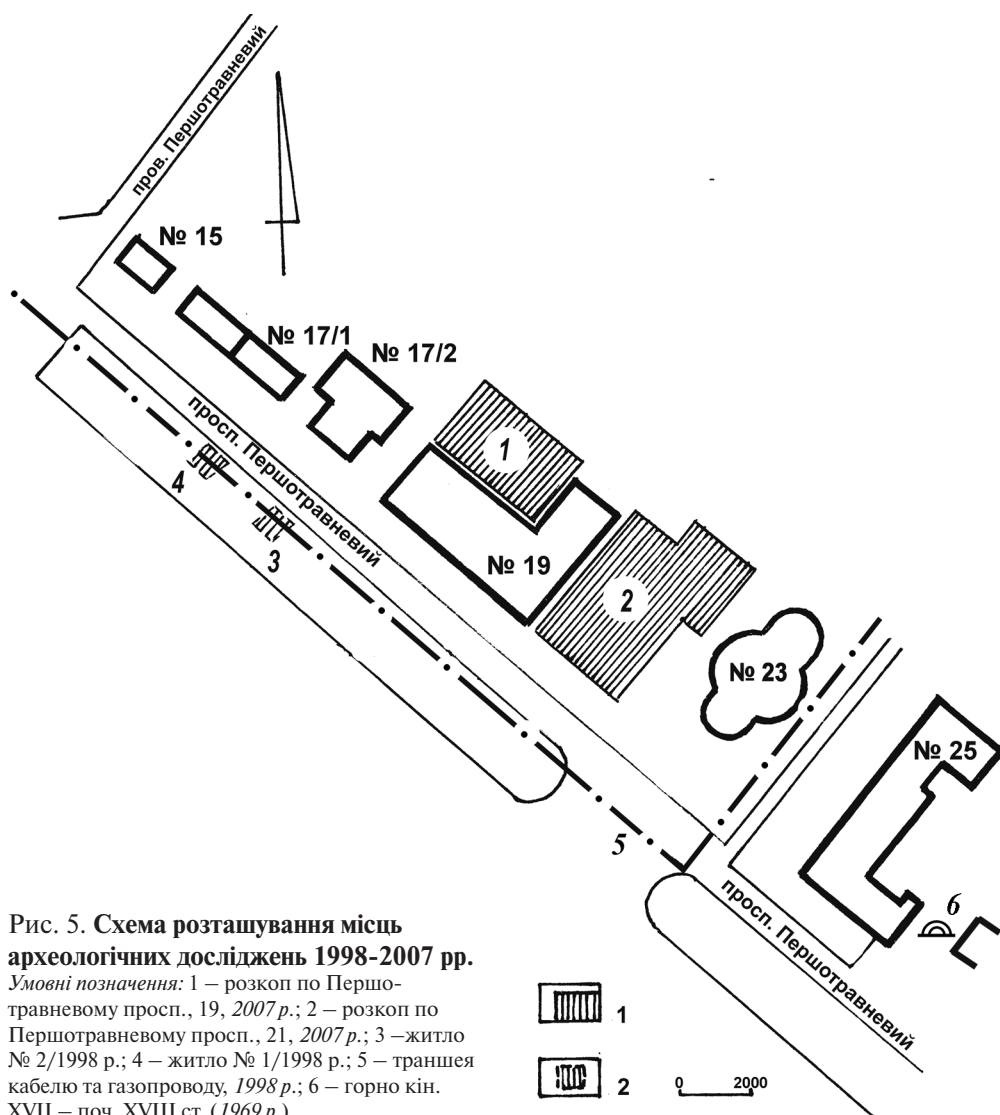 пров. Першотравневий
№ 15
№ 17/1
№ 17/2
просп. Першотравневий
1
4
3
№ 19
2
№ 23
№ 25
5
6
просп. Першотравневий
Рис. 5. Схема розташування місць
археологічних досліджень 1998-2007 рр.
Умовні позначення: 1 – розкоп по Першо-
травневому просп., 19, 2007 р.; 2 – розкоп по
Першотравневому просп., 21, 2007 р.; 3 –житло
№ 2/1998 р.; 4 – житло № 1/1998 р.; 5 – траншея
кабелю та газопроводу, 1998 р.; 6 – горно кін.
XVII – поч. XVIII ст. (1969 р.)
1
2
0 2000